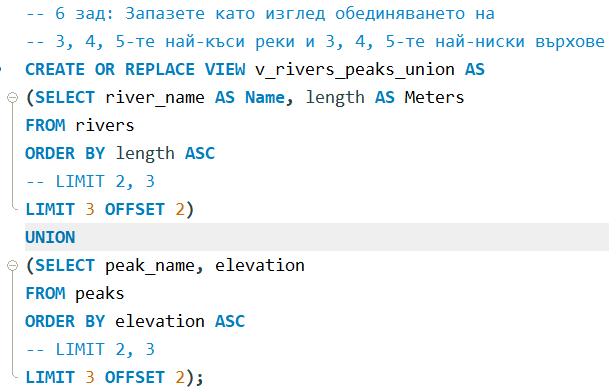 -- 6 зад: Запазете като изглед обединяването на
-- 3, 4, 5-те най-къси реки и 3, 4, 5-те най-ниски върхове
CREATE OR REPLACE VIEW v_rivers_peaks_union AS
(SELECT river_name AS Name, length AS Meters
FROM rivers
ORDER BY length ASC
-- LIMIT 2, 3
LIMIT 3 OFFSET 2)
UNION
(SELECT peak_name, elevation
FROM peaks
ORDER BY elevation ASC
-- LIMIT 2, 3
LIMIT 3 OFFSET 2);